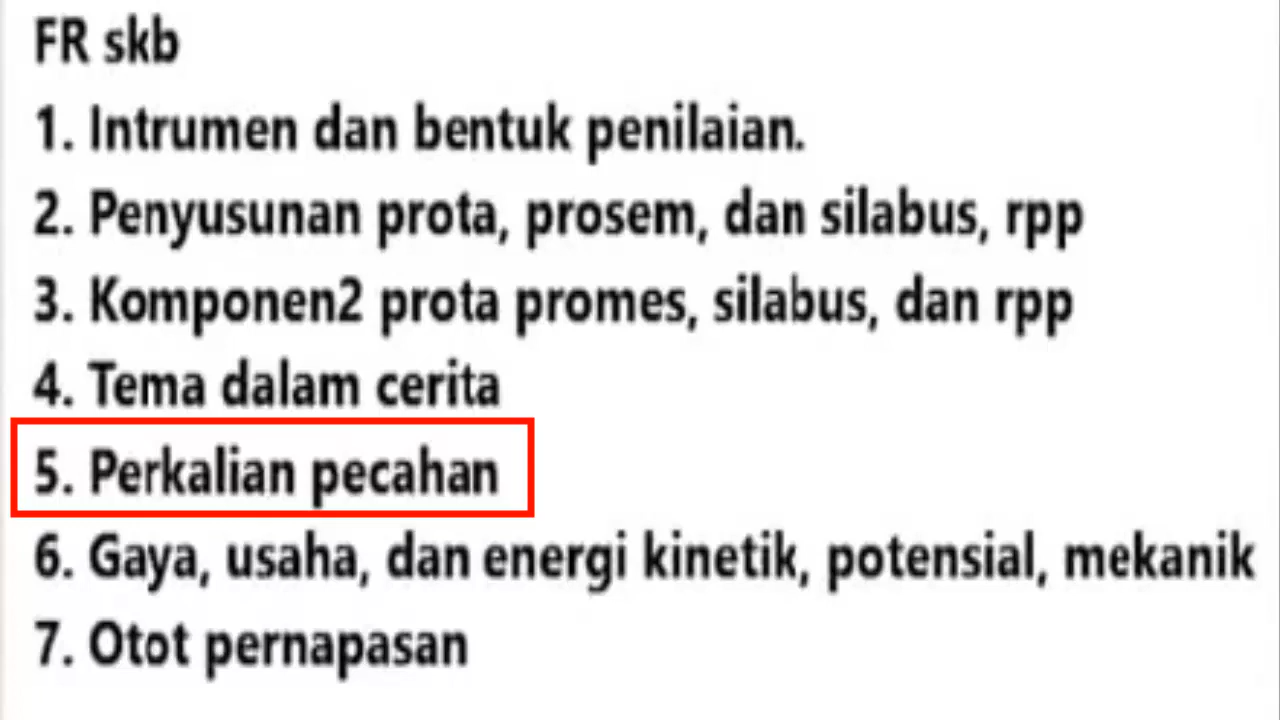 FR skb
1. Intrumen dan bentuk penilaian.
2. Penyusunan prota, prosem, dan silabus, rpp
3. Komponen2 prota promes, silabus, dan rpp
4. Tema dalam cerita
5. Perkalian pecahan
6. Gaya, usaha, dan energi kinetik, potensial, mekanik
7. Otot pernapasan